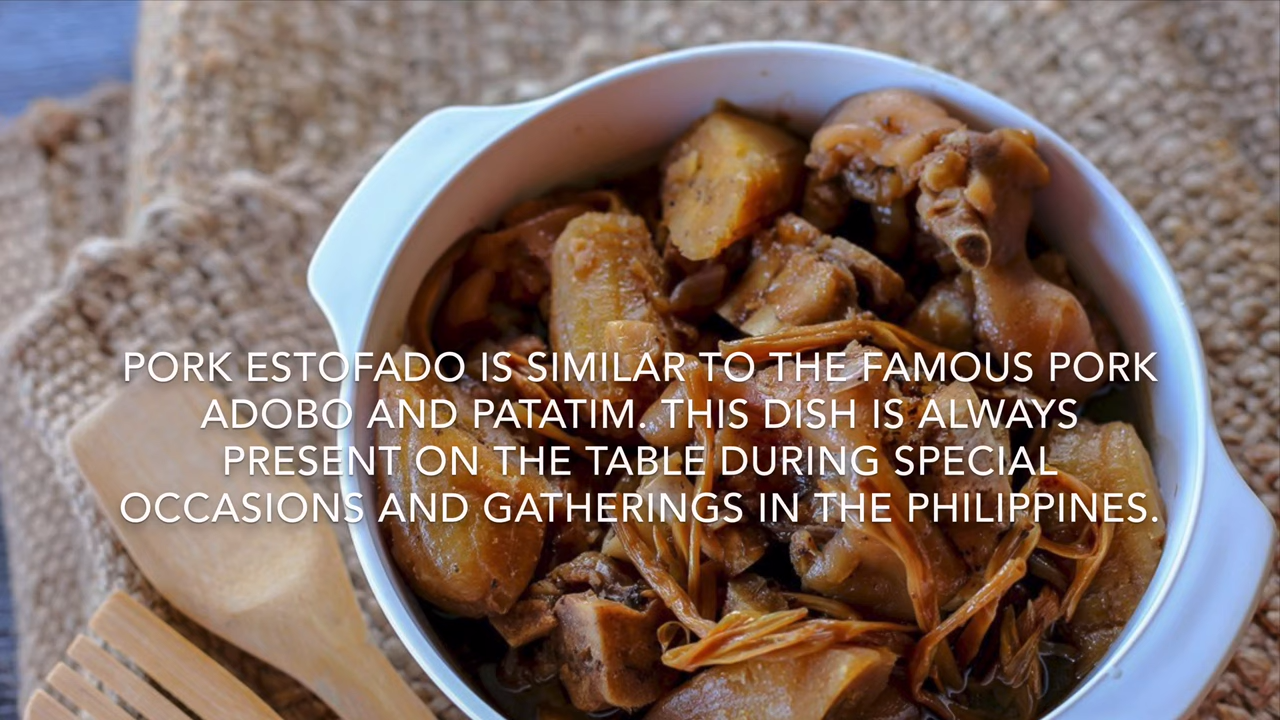 PORK ESTOFADO IS SIMILAR TO THE FAMOUS PORK
ADOBO AND PATATIM. THIS DISH IS ALWAYS
PRESENT ON THE TABLE DURING SPECIAL
OCCASIONS AND GATHERINGS IN THE PHILIPPINES.